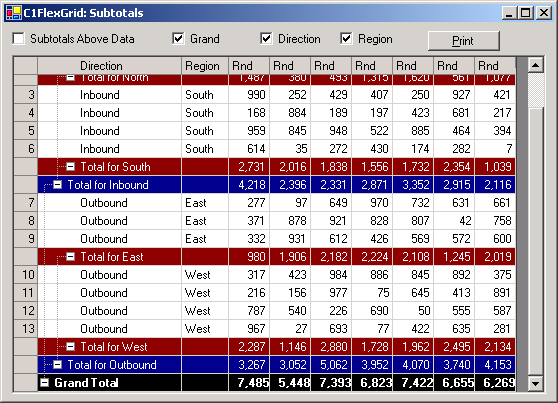 C1FlexGrid: Subtotals
Subtotals Above Data Grand Direction Region Print
Direction Region Rnd Rnd Rnd Rnd Rnd Rnd Rnd
Total for North 1,487 380 493 1,315 1,620 561 1,077
3 Inbound South 990 252 429 407 250 927 421
4 Inbound South 168 884 189 197 423 681 217
5 Inbound South 959 845 948 522 885 464 394
6 Inbound South 614 35 272 430 174 282 7
Total for South 2,731 2,016 1,838 1,556 1,732 2,354 1,039
Total for Inbound 4,218 2,396 2,331 2,871 3,352 2,915 2,116
7 Outbound East 277 97 649 970 732 631 661
8 Outbound East 371 878 921 828 807 42 758
9 Outbound East 332 931 612 426 569 572 600
Total for East 980 1,906 2,182 2,224 2,108 1,245 2,019
10 Outbound West 317 423 984 886 845 892 375
11 Outbound West 216 156 977 75 645 413 891
12 Outbound West 787 540 226 690 50 555 587
13 Outbound West 967 27 693 77 422 635 281
Total for West 2,287 1,146 2,880 1,728 1,962 2,495 2,134
Total for Outbound 3,267 3,052 5,062 3,952 4,070 3,740 4,153
Grand Total 7,485 5,448 7,393 6,823 7,422 6,655 6,269